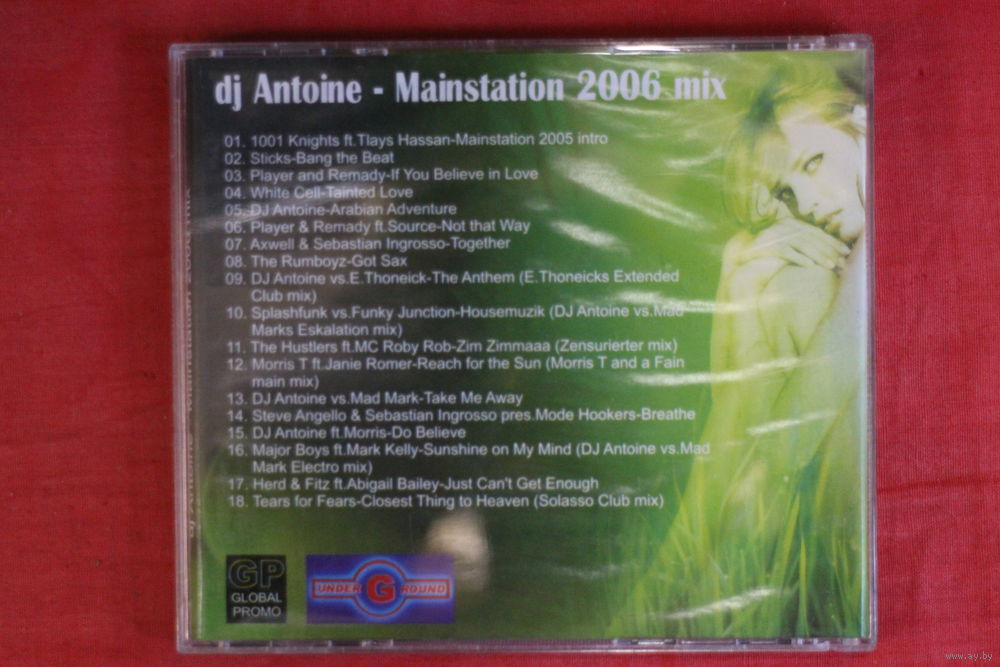 dj Antoine - Mainstation 2006 mix
01. 1001 Knights ft.Tlays Hassan-Mainstation 2005 intro
02. Sticks-Bang the Beat
03. Player and Remady-If You Believe in Love
04. White Cell-Tainted Love
05. DJ Antoine-Arabian Adventure
06. Player & Remady ft.Source-Not that Way
07. Axwell & Sebastian Ingrosso-Together
08. The Rumboyz-Got Sax
09. DJ Antoine vs.E.Thoneick-The Anthem (E.Thoneicks Extended
Club mix)
10. Splashfunk vs.Funky Junction-Housemuzik (DJ Antoine vs.Mad
Marks Eskalation mix)
11. The Hustlers ft.MC Roby Rob-Zim Zimmaaa (Zensurierter mix)
12. Morris T ft.Janie Romer-Reach for the Sun (Morris T and a Fain
main mix)
13. DJ Antoine vs.Mad Mark-Take Me Away
14. Steve Angello & Sebastian Ingrosso pres.Mode Hookers-Breathe
15. DJ Antoine ft.Morris-Do Believe
16. Major Boys ft.Mark Kelly-Sunshine on My Mind (DJ Antoine vs.Mad
Mark Electro mix)
17. Herd & Fitz ft.Abigail Bailey-Just Can't Get Enough
18. Tears for Fears-Closest Thing to Heaven (Solasso Club mix)
GP
GLOBAL
PROMO
UNDER G ROUND
dj Antoine - Mainstation 2006 mix
www.ay.by